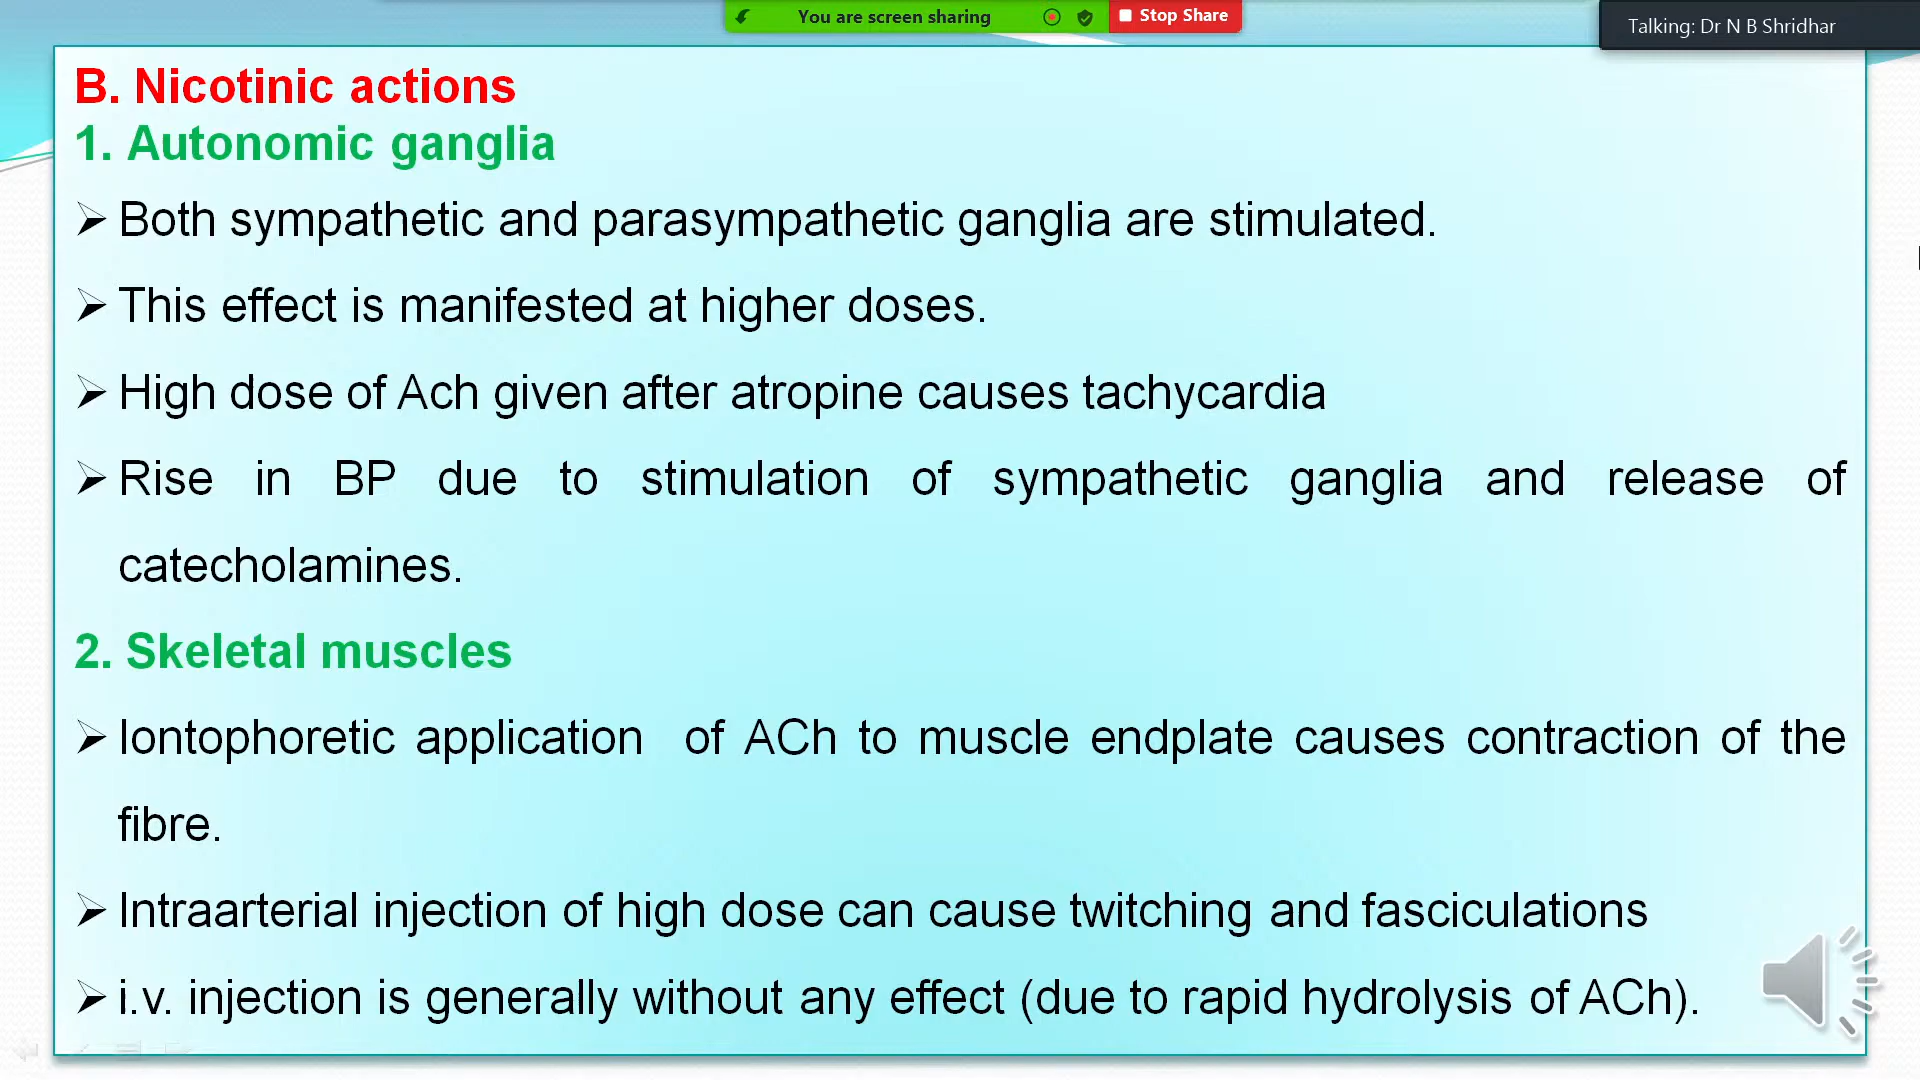 You are screen sharing
Stop Share
Talking: Dr N B Shridhar
B. Nicotinic actions
1. Autonomic ganglia
Both sympathetic and parasympathetic ganglia are stimulated.
This effect is manifested at higher doses.
High dose of Ach given after atropine causes tachycardia
Rise in BP due to stimulation of sympathetic ganglia and release of
catecholamines.
2. Skeletal muscles
Iontophoretic application of ACh to muscle endplate causes contraction of the
fibre.
Intraarterial injection of high dose can cause twitching and fasciculations
i.v. injection is generally without any effect (due to rapid hydrolysis of ACh).